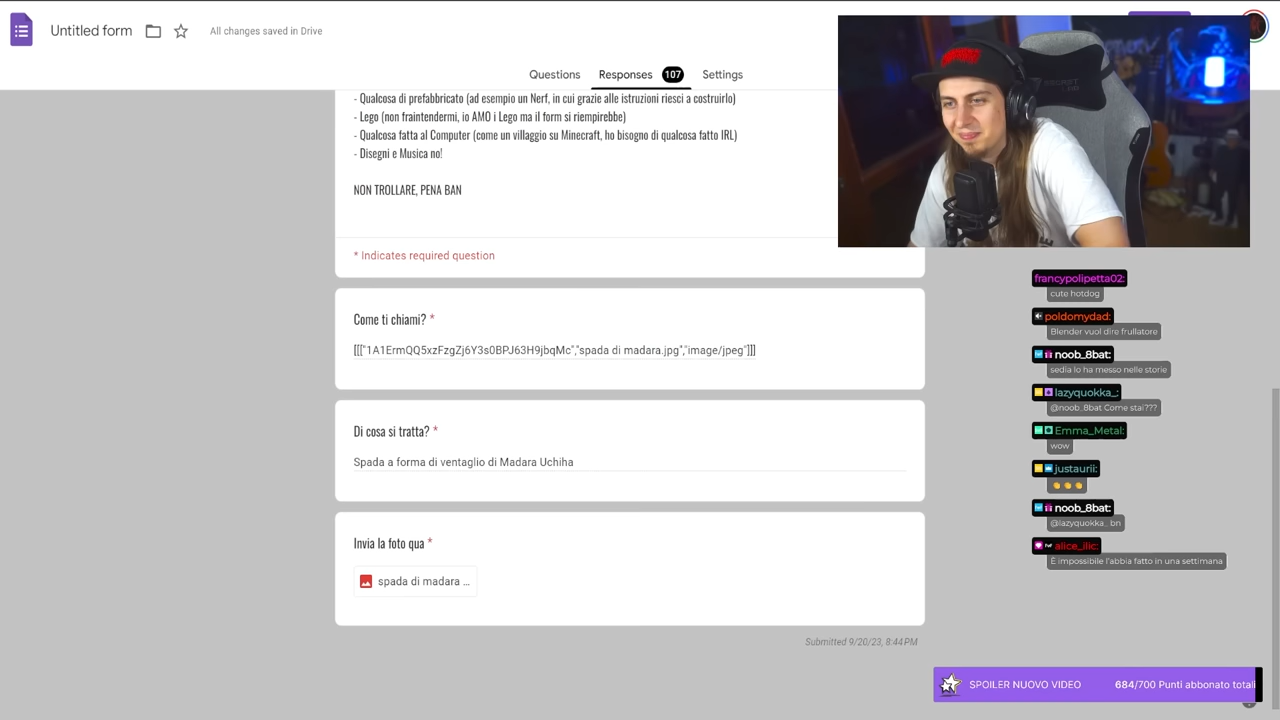 Untitled form
All changes saved in Drive
Questions
Responses
107
Settings
- Qualcosa di prefabbricato (ad esempio un Nerf, in cui grazie alle istruzioni riesci a costruirlo)
- Lego (non fraintendermi, io AMO i Lego ma il form si riempirebbe)
- Qualcosa fatta al Computer (come un villaggio su Minecraft, ho bisogno di qualcosa fatto IRL)
- Disegni e Musica no!
NON TROLLARE, PENA BAN
* Indicates required question
Come ti chiami? *
[[["1A1ErmQQ5xzFzgZj6Y3s0BPJ63H9jbqMc","spada di madara.jpg","image/jpeg"]]]
Di cosa si tratta? *
Spada a forma di ventaglio di Madara Uchiha
Invia la foto qua *
spada di madara ...
Submitted 9/20/23, 8:44 PM
francypolipetta02:
cute hotdog
poldomydad:
Blender vuol dire frullatore
noob_8bat:
sedia lo ha messo nelle storie
lazyquokka_:
@noob_8bat Come stai???
Emma_Metal:
wow
justaurii:
👏 👏 👏
noob_8bat:
@lazyquokka_ bn
alice_ilic:
È impossibile l'abbia fatto in una settimana
SPOILER NUOVO VIDEO
684/700 Punti abbonato totali